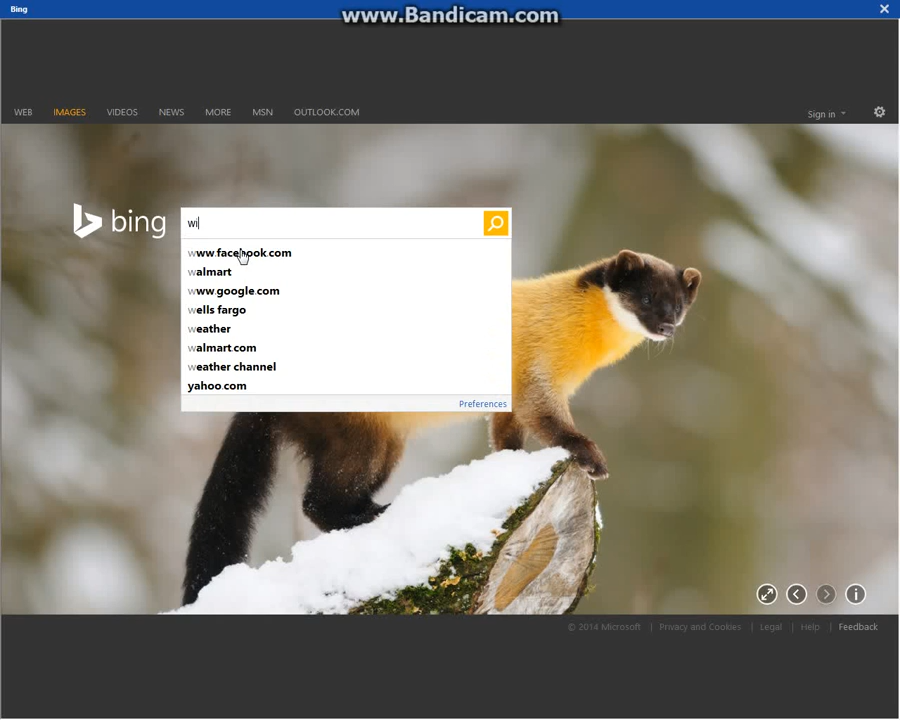 Bing
www.Bandicam.com
WEB IMAGES VIDEOS NEWS MORE MSN OUTLOOK.COM Sign in
bing
wi
www.facebook.com
walmart
www.google.com
wells fargo
weather
walmart.com
weather channel
yahoo.com
Preferences
© 2014 Microsoft | Privacy and Cookies | Legal | Help | Feedback